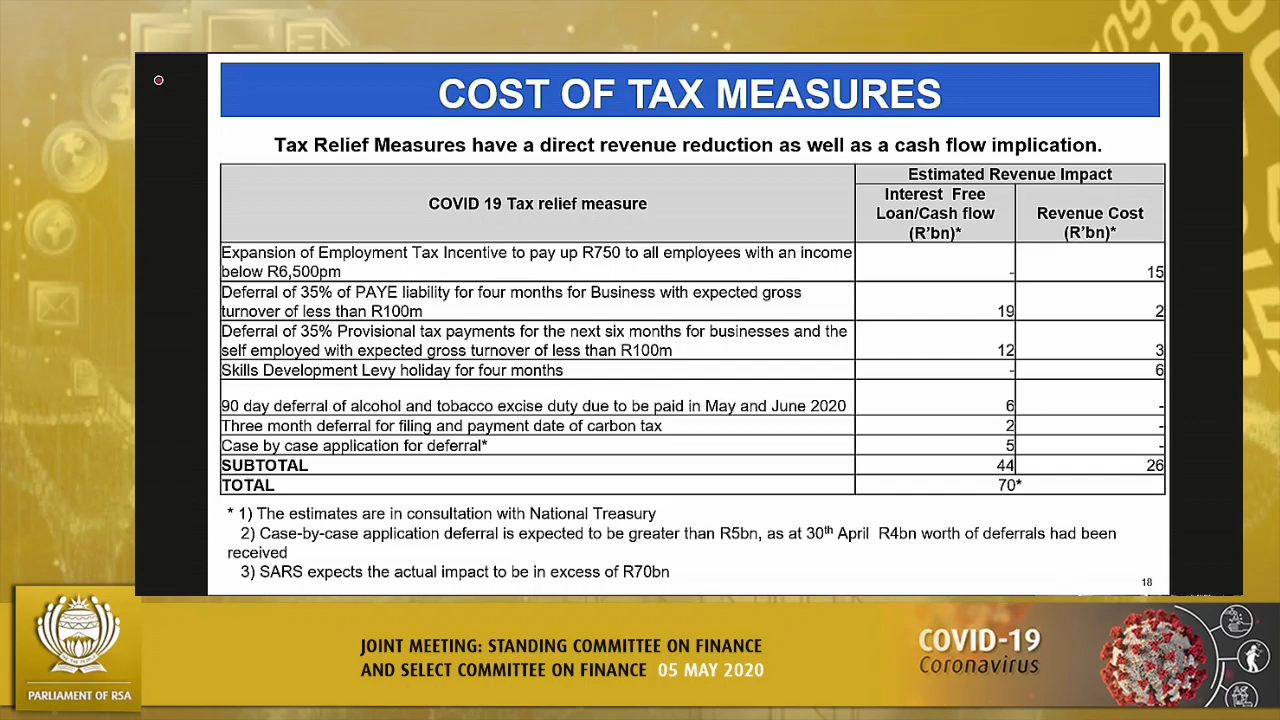 COST OF TAX MEASURES
Tax Relief Measures have a direct revenue reduction as well as a cash flow implication.
COVID 19 Tax relief measure
Estimated Revenue Impact
Interest Free
Loan/Cash flow
(R'bn)*
Revenue Cost
(R'bn)*
Expansion of Employment Tax Incentive to pay up R750 to all employees with an income
below R6,500pm - 15
Deferral of 35% of PAYE liability for four months for Business with expected gross
turnover of less than R100m 19 2
Deferral of 35% Provisional tax payments for the next six months for businesses and the
self employed with expected gross turnover of less than R100m 12 3
Skills Development Levy holiday for four months - 6
90 day deferral of alcohol and tobacco excise duty due to be paid in May and June 2020 6 -
Three month deferral for filing and payment date of carbon tax 2 -
Case by case application for deferral* 5 -
SUBTOTAL 44 26
TOTAL 70*
* 1) The estimates are in consultation with National Treasury
2) Case-by-case application deferral is expected to be greater than R5bn, as at 30th April R4bn worth of deferrals had been
received
3) SARS expects the actual impact to be in excess of R70bn
18
PARLIAMENT OF RSA
JOINT MEETING: STANDING COMMITTEE ON FINANCE
AND SELECT COMMITTEE ON FINANCE 05 MAY 2020
COVID-19
Coronavirus